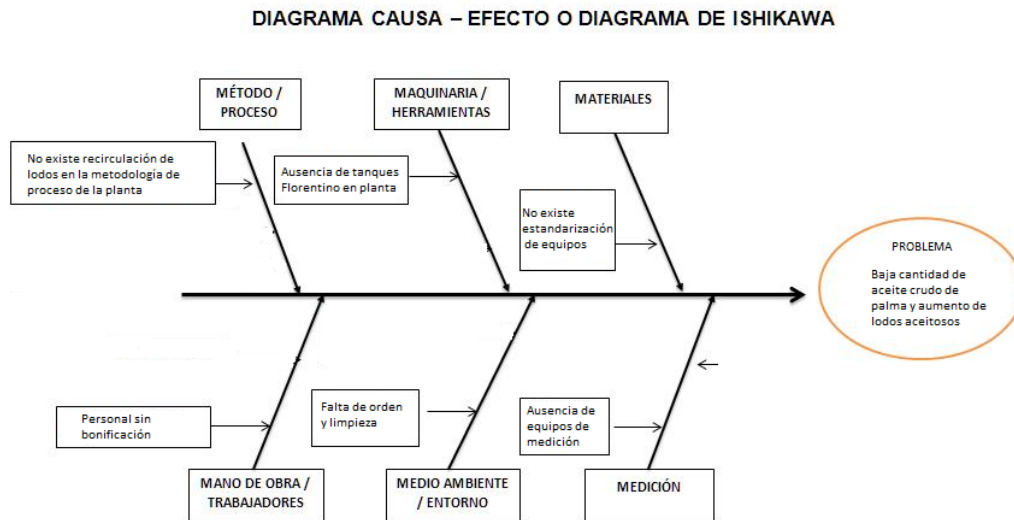 DIAGRAMA CAUSA – EFECTO O DIAGRAMA DE ISHIKAWA
MÉTODO /
PROCESO
MAQUINARIA /
HERRAMIENTAS
MATERIALES
No existe recirculación de
lodos en la metodología de
proceso de la planta
Ausencia de tanques
Florentino en planta
No existe
estandarización
de equipos
PROBLEMA
Baja cantidad de
aceite crudo de
palma y aumento de
lodos aceitosos
Personal sin
bonificación
Falta de orden
y limpieza
Ausencia de
equipos de
medición
MANO DE OBRA /
TRABAJADORES
MEDIO AMBIENTE
/ ENTORNO
MEDICIÓN